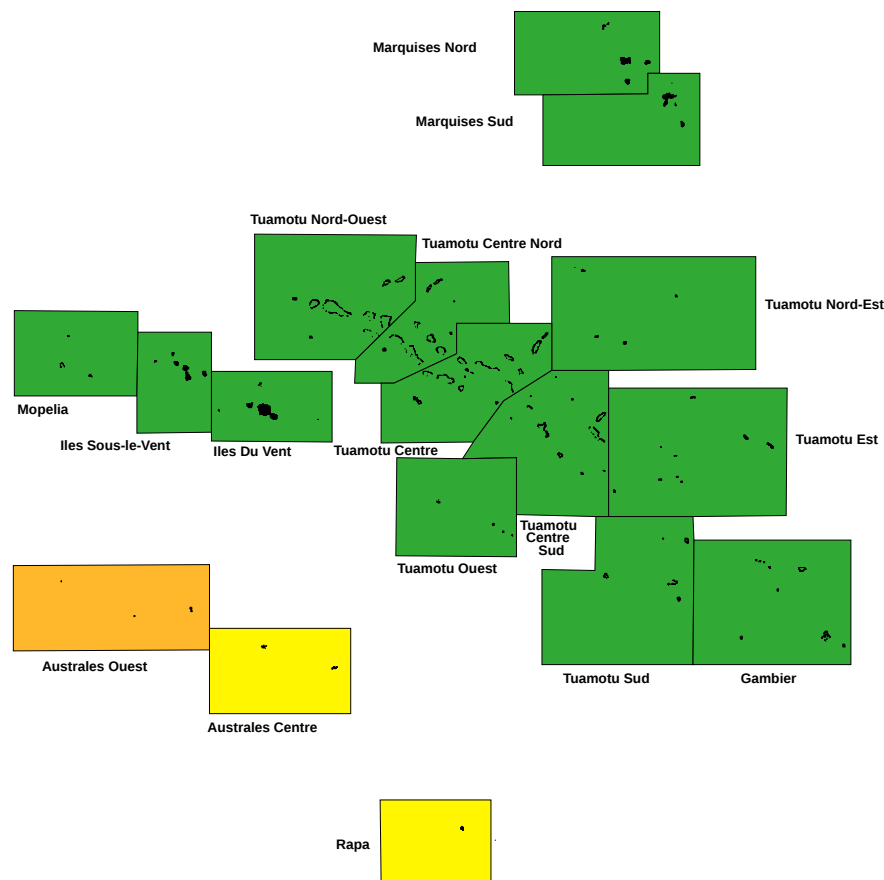 Marquises Nord
Marquises Sud
Tuamotu Nord-Ouest
Tuamotu Centre Nord
Tuamotu Nord-Est
Mopelia
Iles Sous-le-Vent
Iles Du Vent
Tuamotu Centre
Tuamotu Est
Tuamotu
Centre
Sud
Tuamotu Ouest
Australes Ouest
Tuamotu Sud
Gambier
Australes Centre
Rapa